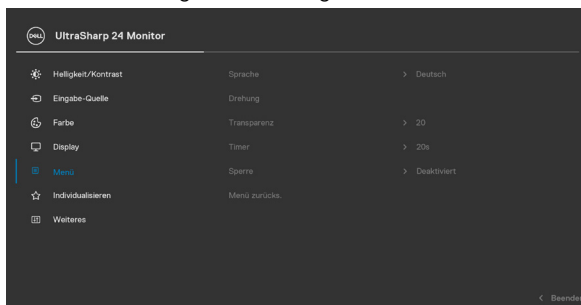 DELL UltraSharp 24 Monitor
Helligkeit/Kontrast Sprache > Deutsch
Eingabe-Quelle Drehung
Farbe Transparenz > 20
Display Timer > 20s
Menü Sperre > Deaktiviert
Individualisieren Menü zurücks.
Weiteres
< Beenden